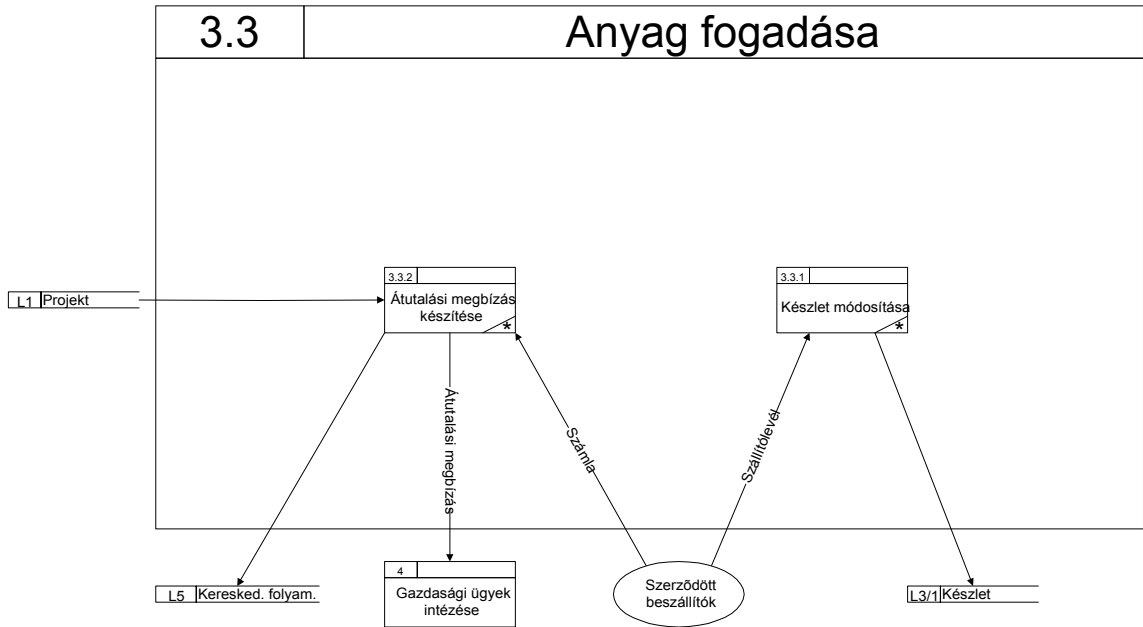 3.3 Anyag fogadása
3.3.2
3.3.1
L1 Projekt
Átutalási megbízás
készítése
*
Készlet módosítása
*
Átutalási megbízás
Számla
Szállítólevél
L5 Keresked. folyam.
4
Gazdasági ügyek
intézése
Szerzõdött
beszállítók
L3/1 Készlet